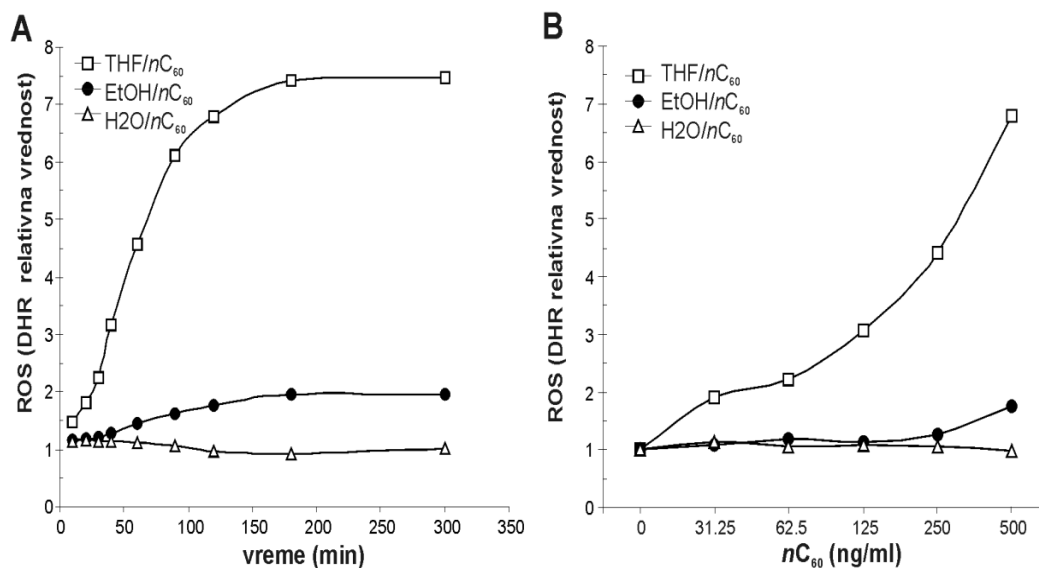 A
THF/nC₆₀
EtOH/nC₆₀
H2O/nC₆₀
ROS (DHR relativna vrednost)
8
7
6
5
4
3
2
1
0
0 50 100 150 200 250 300 350
vreme (min)
B
THF/nC₆₀
EtOH/nC₆₀
H2O/nC₆₀
ROS (DHR relativna vrednost)
8
7
6
5
4
3
2
1
0
0 31.25 62.5 125 250 500
nC₆₀ (ng/ml)